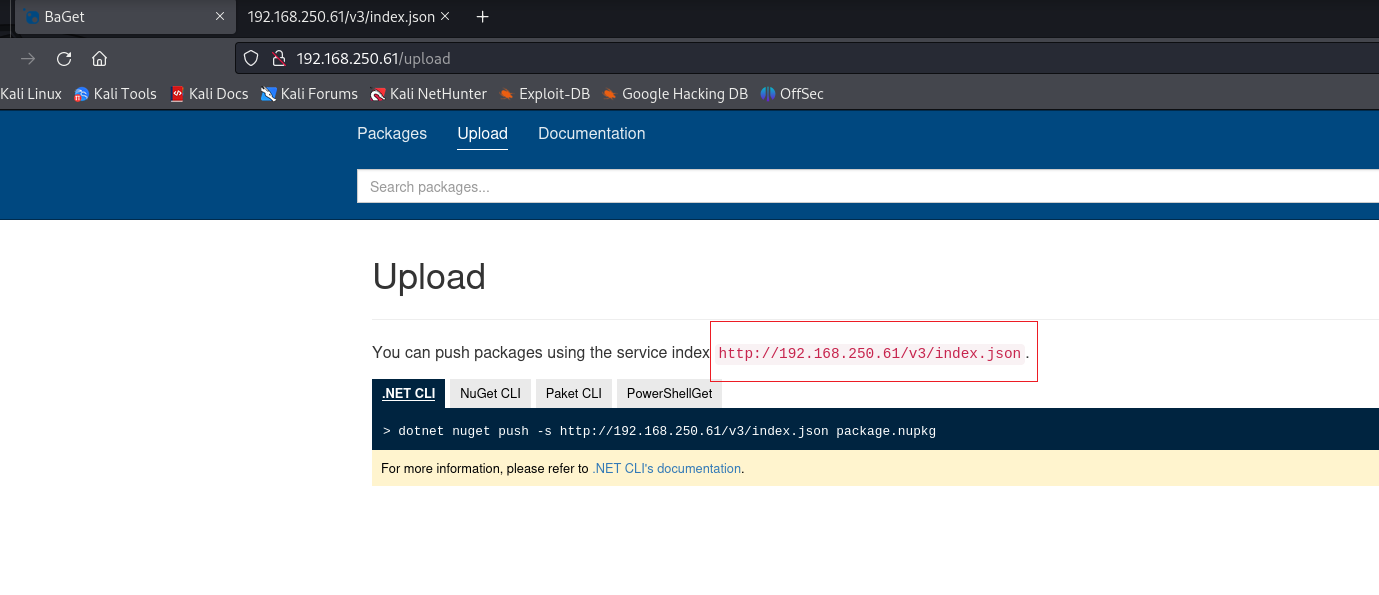 BaGet 192.168.250.61/v3/index.json
192.168.250.61/upload
Kali Linux Kali Tools Kali Docs Kali Forums Kali NetHunter Exploit-DB Google Hacking DB OffSec
Packages Upload Documentation
Search packages...
Upload
You can push packages using the service index http://192.168.250.61/v3/index.json.
.NET CLI NuGet CLI Paket CLI PowerShellGet
> dotnet nuget push -s http://192.168.250.61/v3/index.json package.nupkg
For more information, please refer to .NET CLI's documentation.